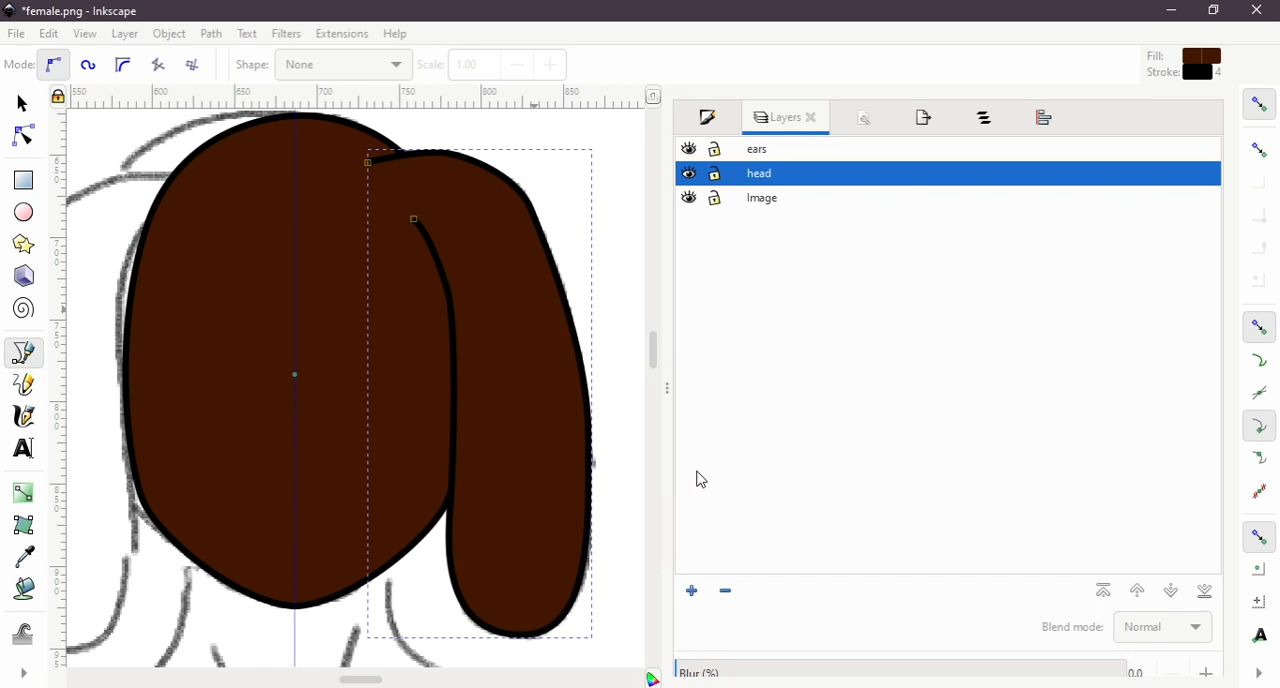 *female.png - Inkscape
File Edit View Layer Object Path Text Filters Extensions Help
Mode: Shape: None Scale: 1.00 Fill: Stroke: 4
550 600 650 700 750 800 850
Layers
ears
head
Image
Blend mode: Normal
Blur (%) 0.0